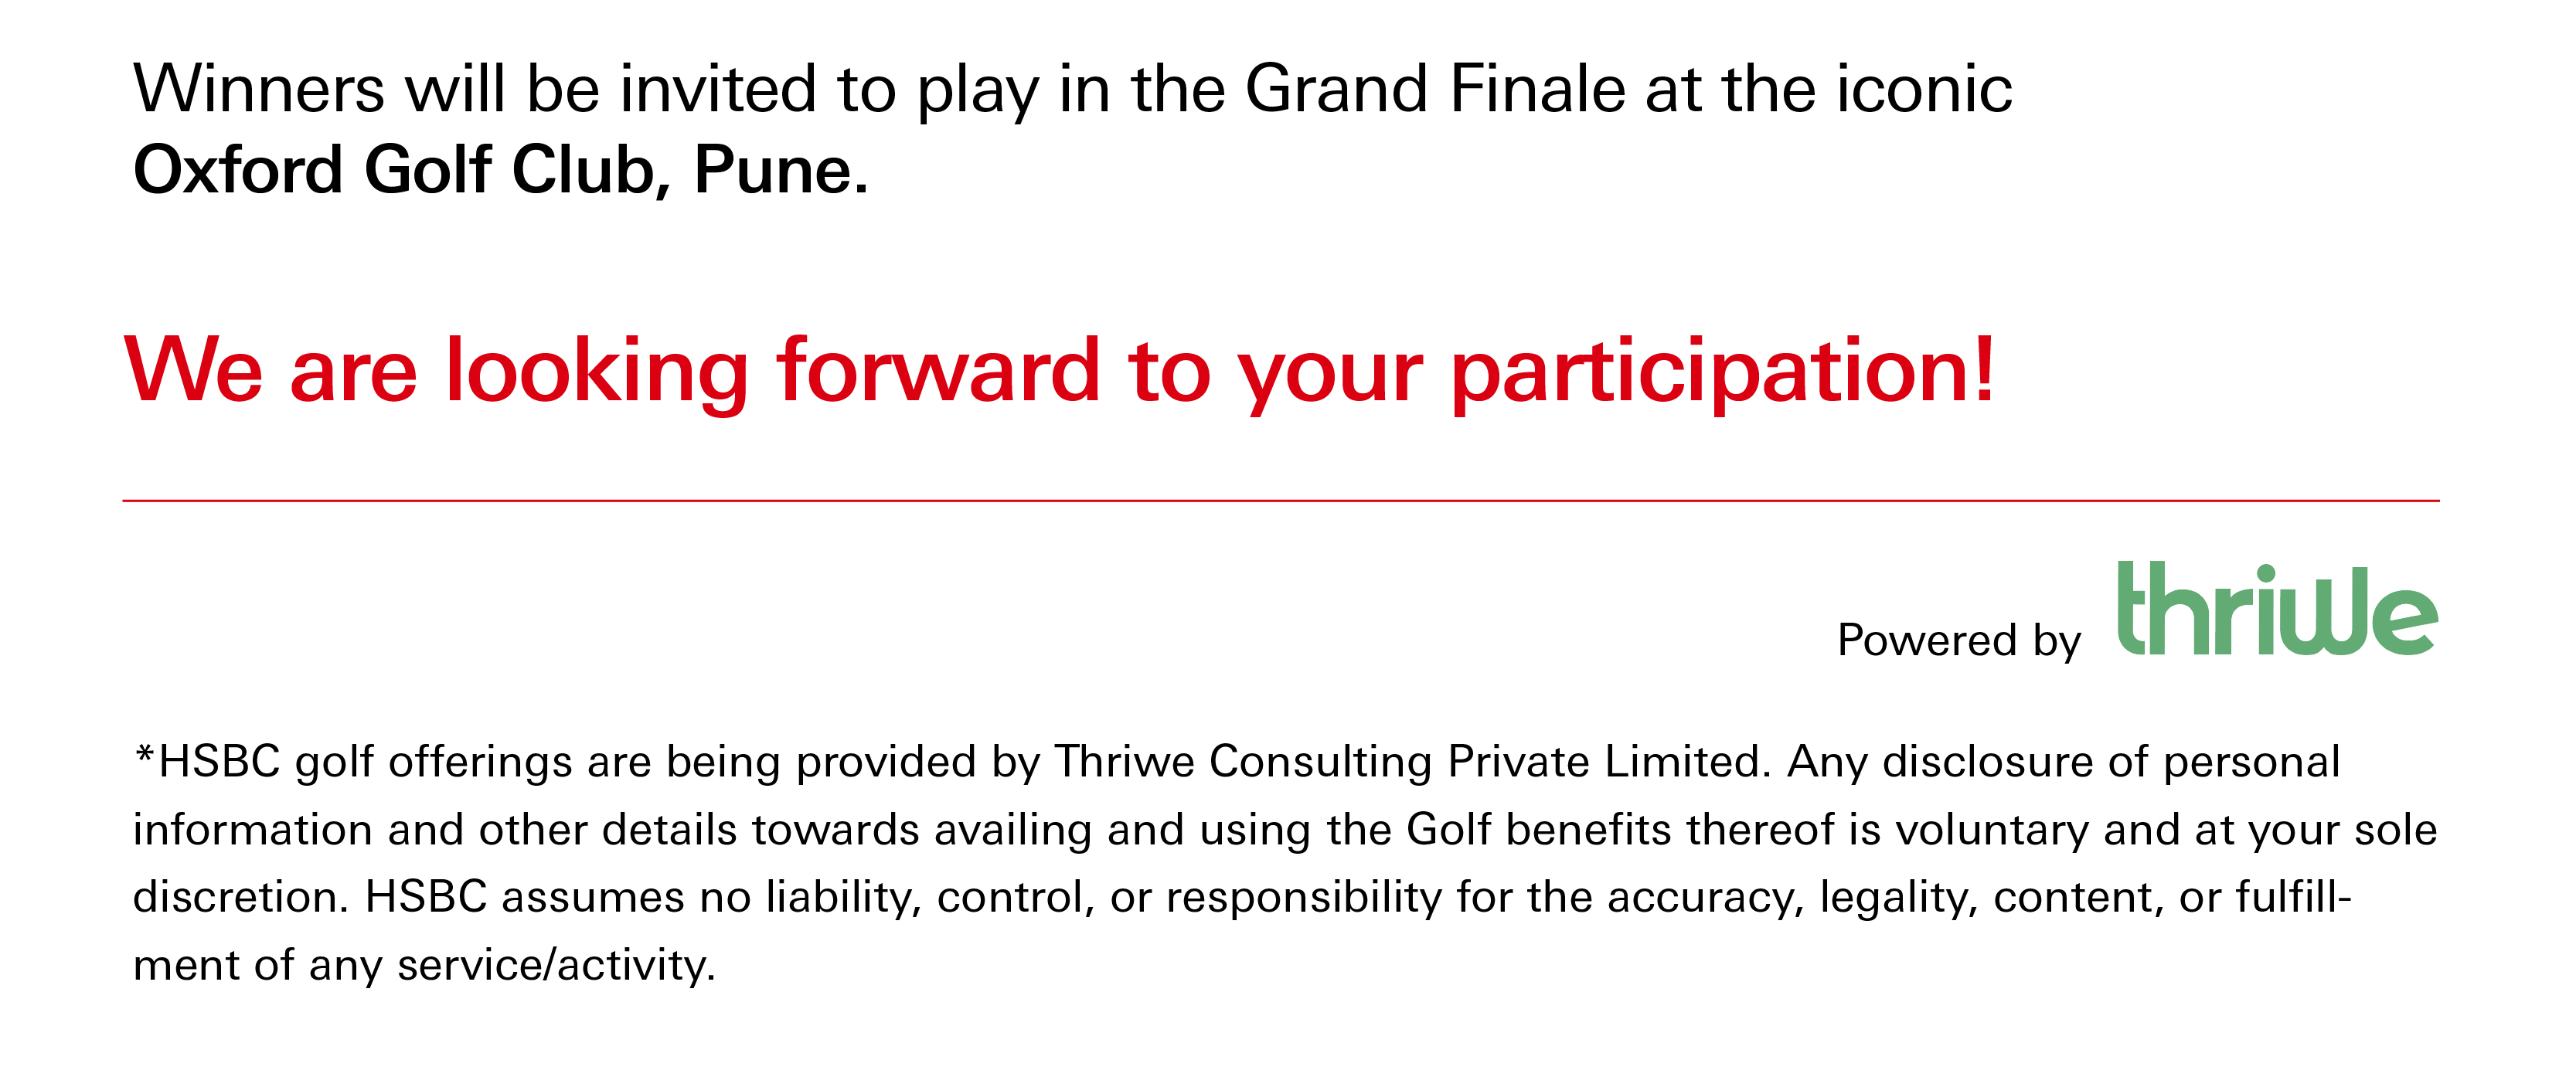 Winners will be invited to play in the Grand Finale at the iconic
Oxford Golf Club, Pune.
We are looking forward to your participation!
Powered by thriwe
*HSBC golf offerings are being provided by Thriwe Consulting Private Limited. Any disclosure of personal
information and other details towards availing and using the Golf benefits thereof is voluntary and at your sole
discretion. HSBC assumes no liability, control, or responsibility for the accuracy, legality, content, or fulfill-
ment of any service/activity.